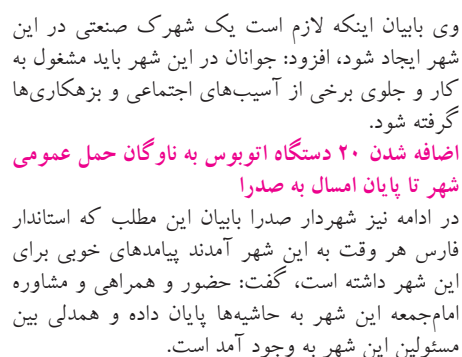 وی بابیان اینکه لازم است یک شهرک صنعتی در این
شهر ایجاد شود، افزود: جوانان در این شهر باید مشغول به
کار و جلوی برخی از آسیب‌های اجتماعی و بزهکاری‌ها
گرفته شود.
اضافه شدن ۲۰ دستگاه اتوبوس به ناوگان حمل عمومی
شهر تا پایان امسال به صدرا
در ادامه نیز شهردار صدرا بابیان این مطلب که استاندار
فارس هر وقت به این شهر آمدند پیامدهای خوبی برای
این شهر داشته است، گفت: حضور و همراهی و مشاوره
امام‌جمعه این شهر به حاشیه‌ها پایان داده و همدلی بین
مسئولین این شهر به وجود آمد است.